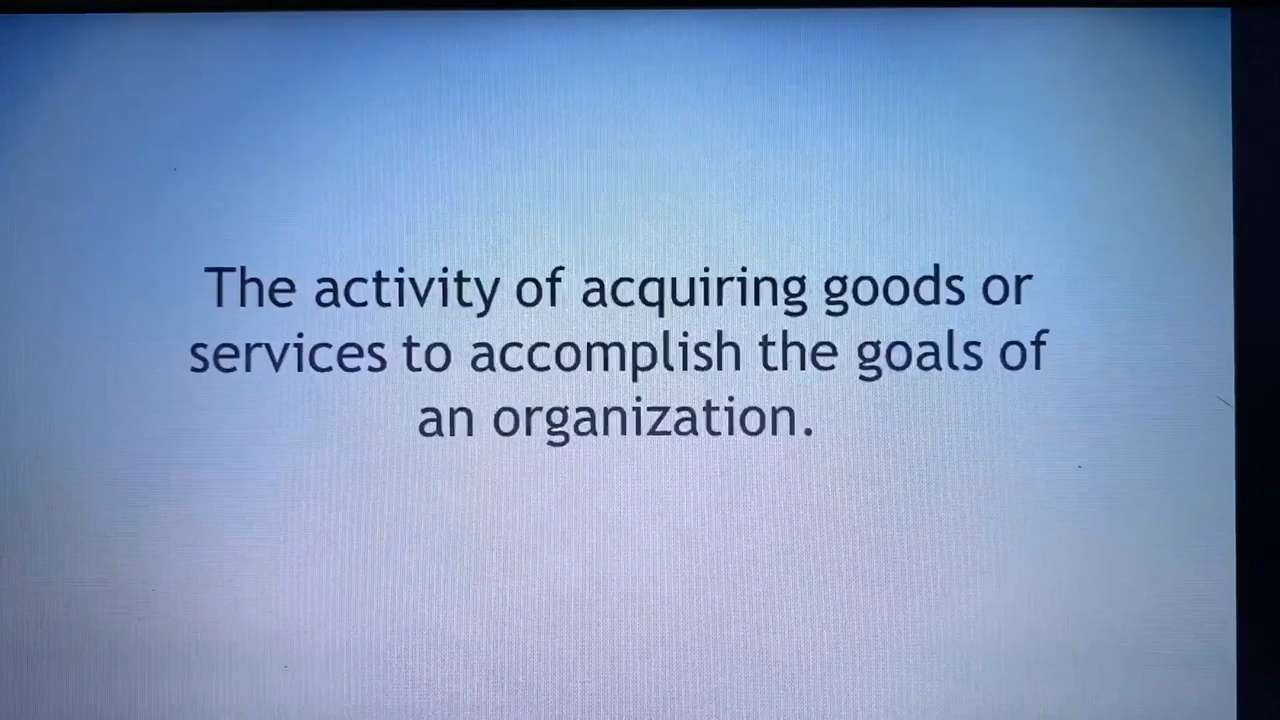 The activity of acquiring goods or
services to accomplish the goals of
an organization.